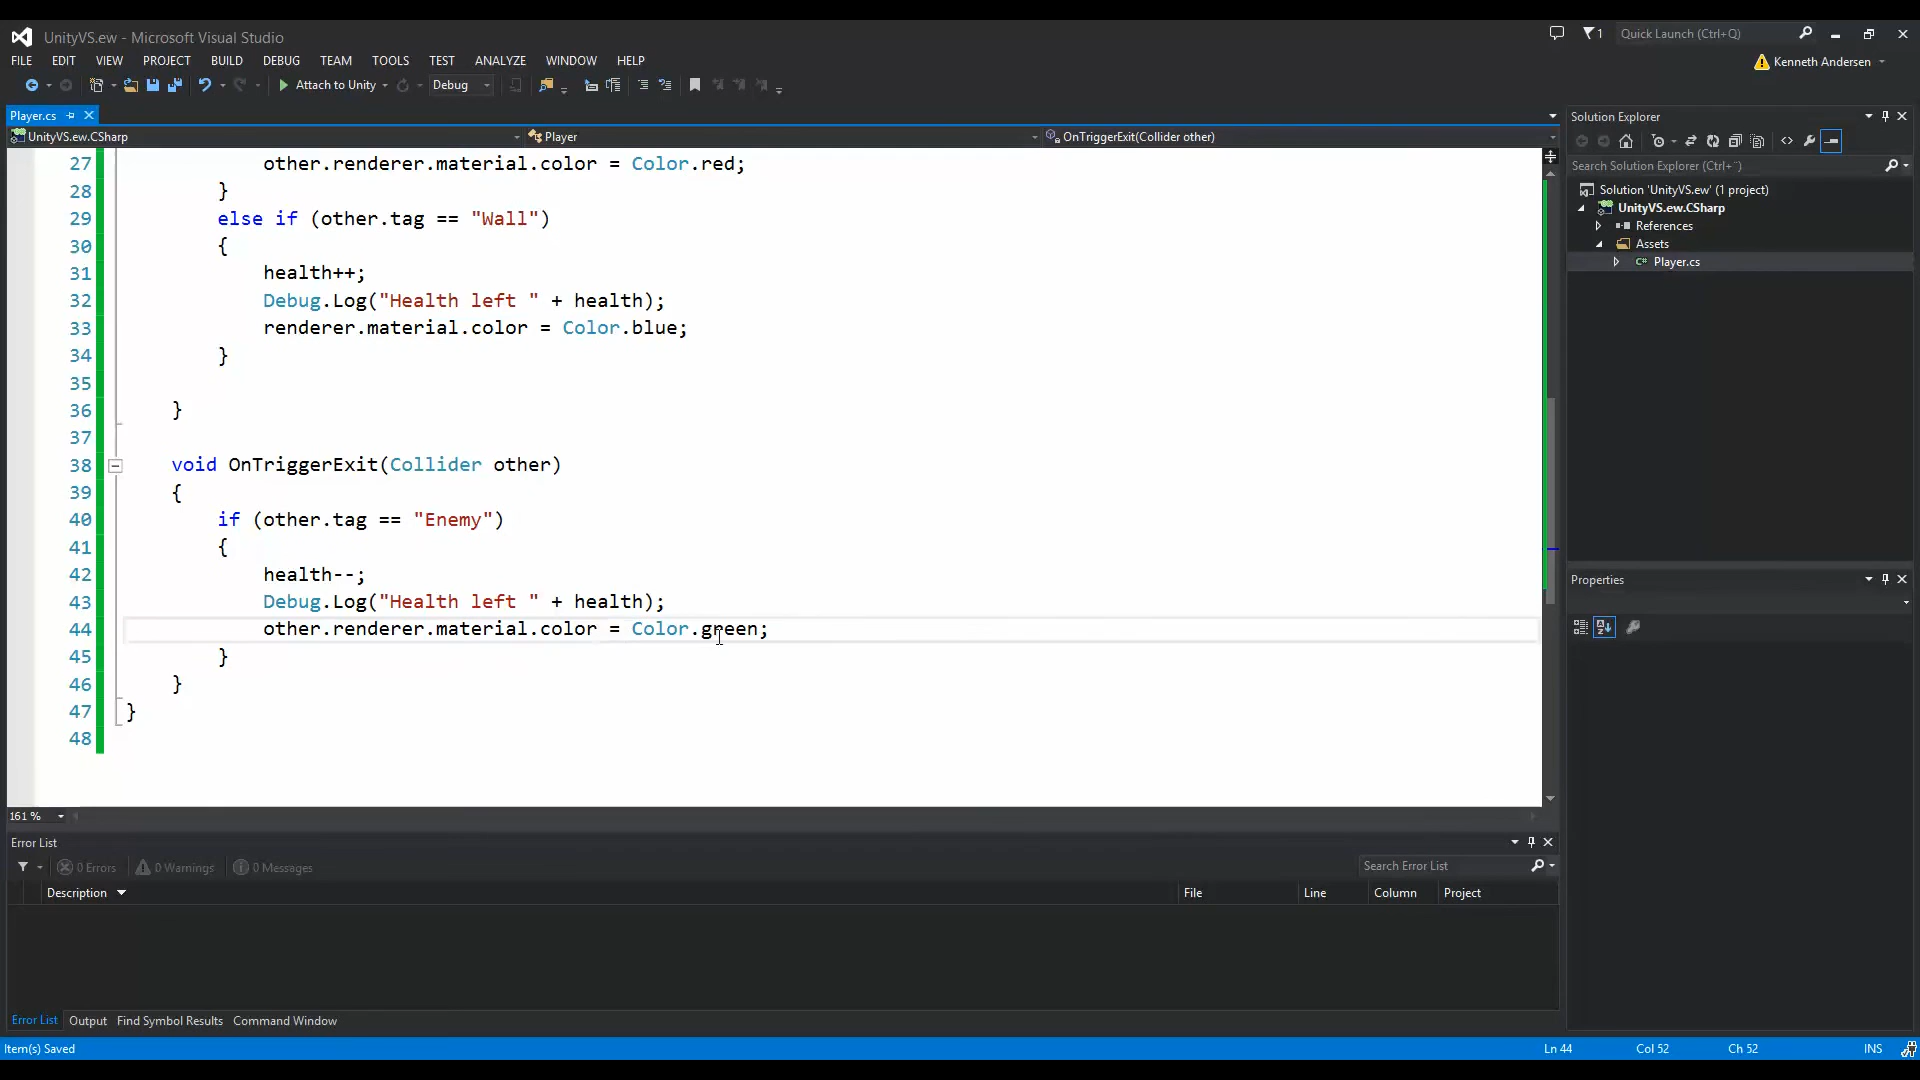 UnityVS.ew - Microsoft Visual Studio
1
Quick Launch (Ctrl+Q)
FILE EDIT VIEW PROJECT BUILD DEBUG TEAM TOOLS TEST ANALYZE WINDOW HELP
Kenneth Andersen
Attach to Unity
Debug
Player.cs
UnityVS.ew.CSharp
Player
OnTriggerExit(Collider other)
27 other.renderer.material.color = Color.red;
28 }
29 else if (other.tag == "Wall")
30 {
31 health++;
32 Debug.Log("Health left " + health);
33 renderer.material.color = Color.blue;
34 }
35
36 }
37
38 void OnTriggerExit(Collider other)
39 {
40 if (other.tag == "Enemy")
41 {
42 health--;
43 Debug.Log("Health left " + health);
44 other.renderer.material.color = Color.green;
45 }
46 }
47 }
48
161 %
Solution Explorer
Search Solution Explorer (Ctrl+¨)
Solution 'UnityVS.ew' (1 project)
UnityVS.ew.CSharp
References
Assets
C# Player.cs
Properties
Error List
0 Errors 0 Warnings 0 Messages
Search Error List
Description File Line Column Project
Error List Output Find Symbol Results Command Window
Item(s) Saved Ln 44 Col 52 Ch 52 INS